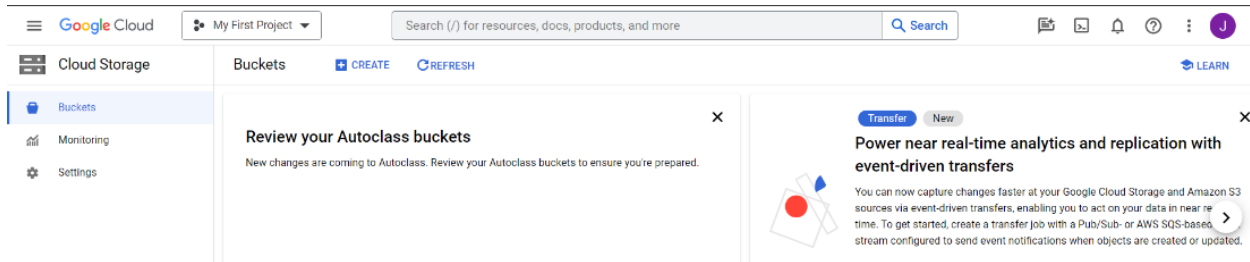 Google Cloud
My First Project
Search (/) for resources, docs, products, and more
Search
J
Cloud Storage
Buckets
CREATE
REFRESH
LEARN
Buckets
Monitoring
Settings
Review your Autoclass buckets
New changes are coming to Autoclass. Review your Autoclass buckets to ensure you're prepared.
Transfer
New
Power near real-time analytics and replication with
event-driven transfers
You can now capture changes faster at your Google Cloud Storage and Amazon S3
sources via event-driven transfers, enabling you to act on your data in near
time. To get started, create a transfer job with a Pub/Sub- or AWS SQS-based
stream configured to send event notifications when objects are created or updated.